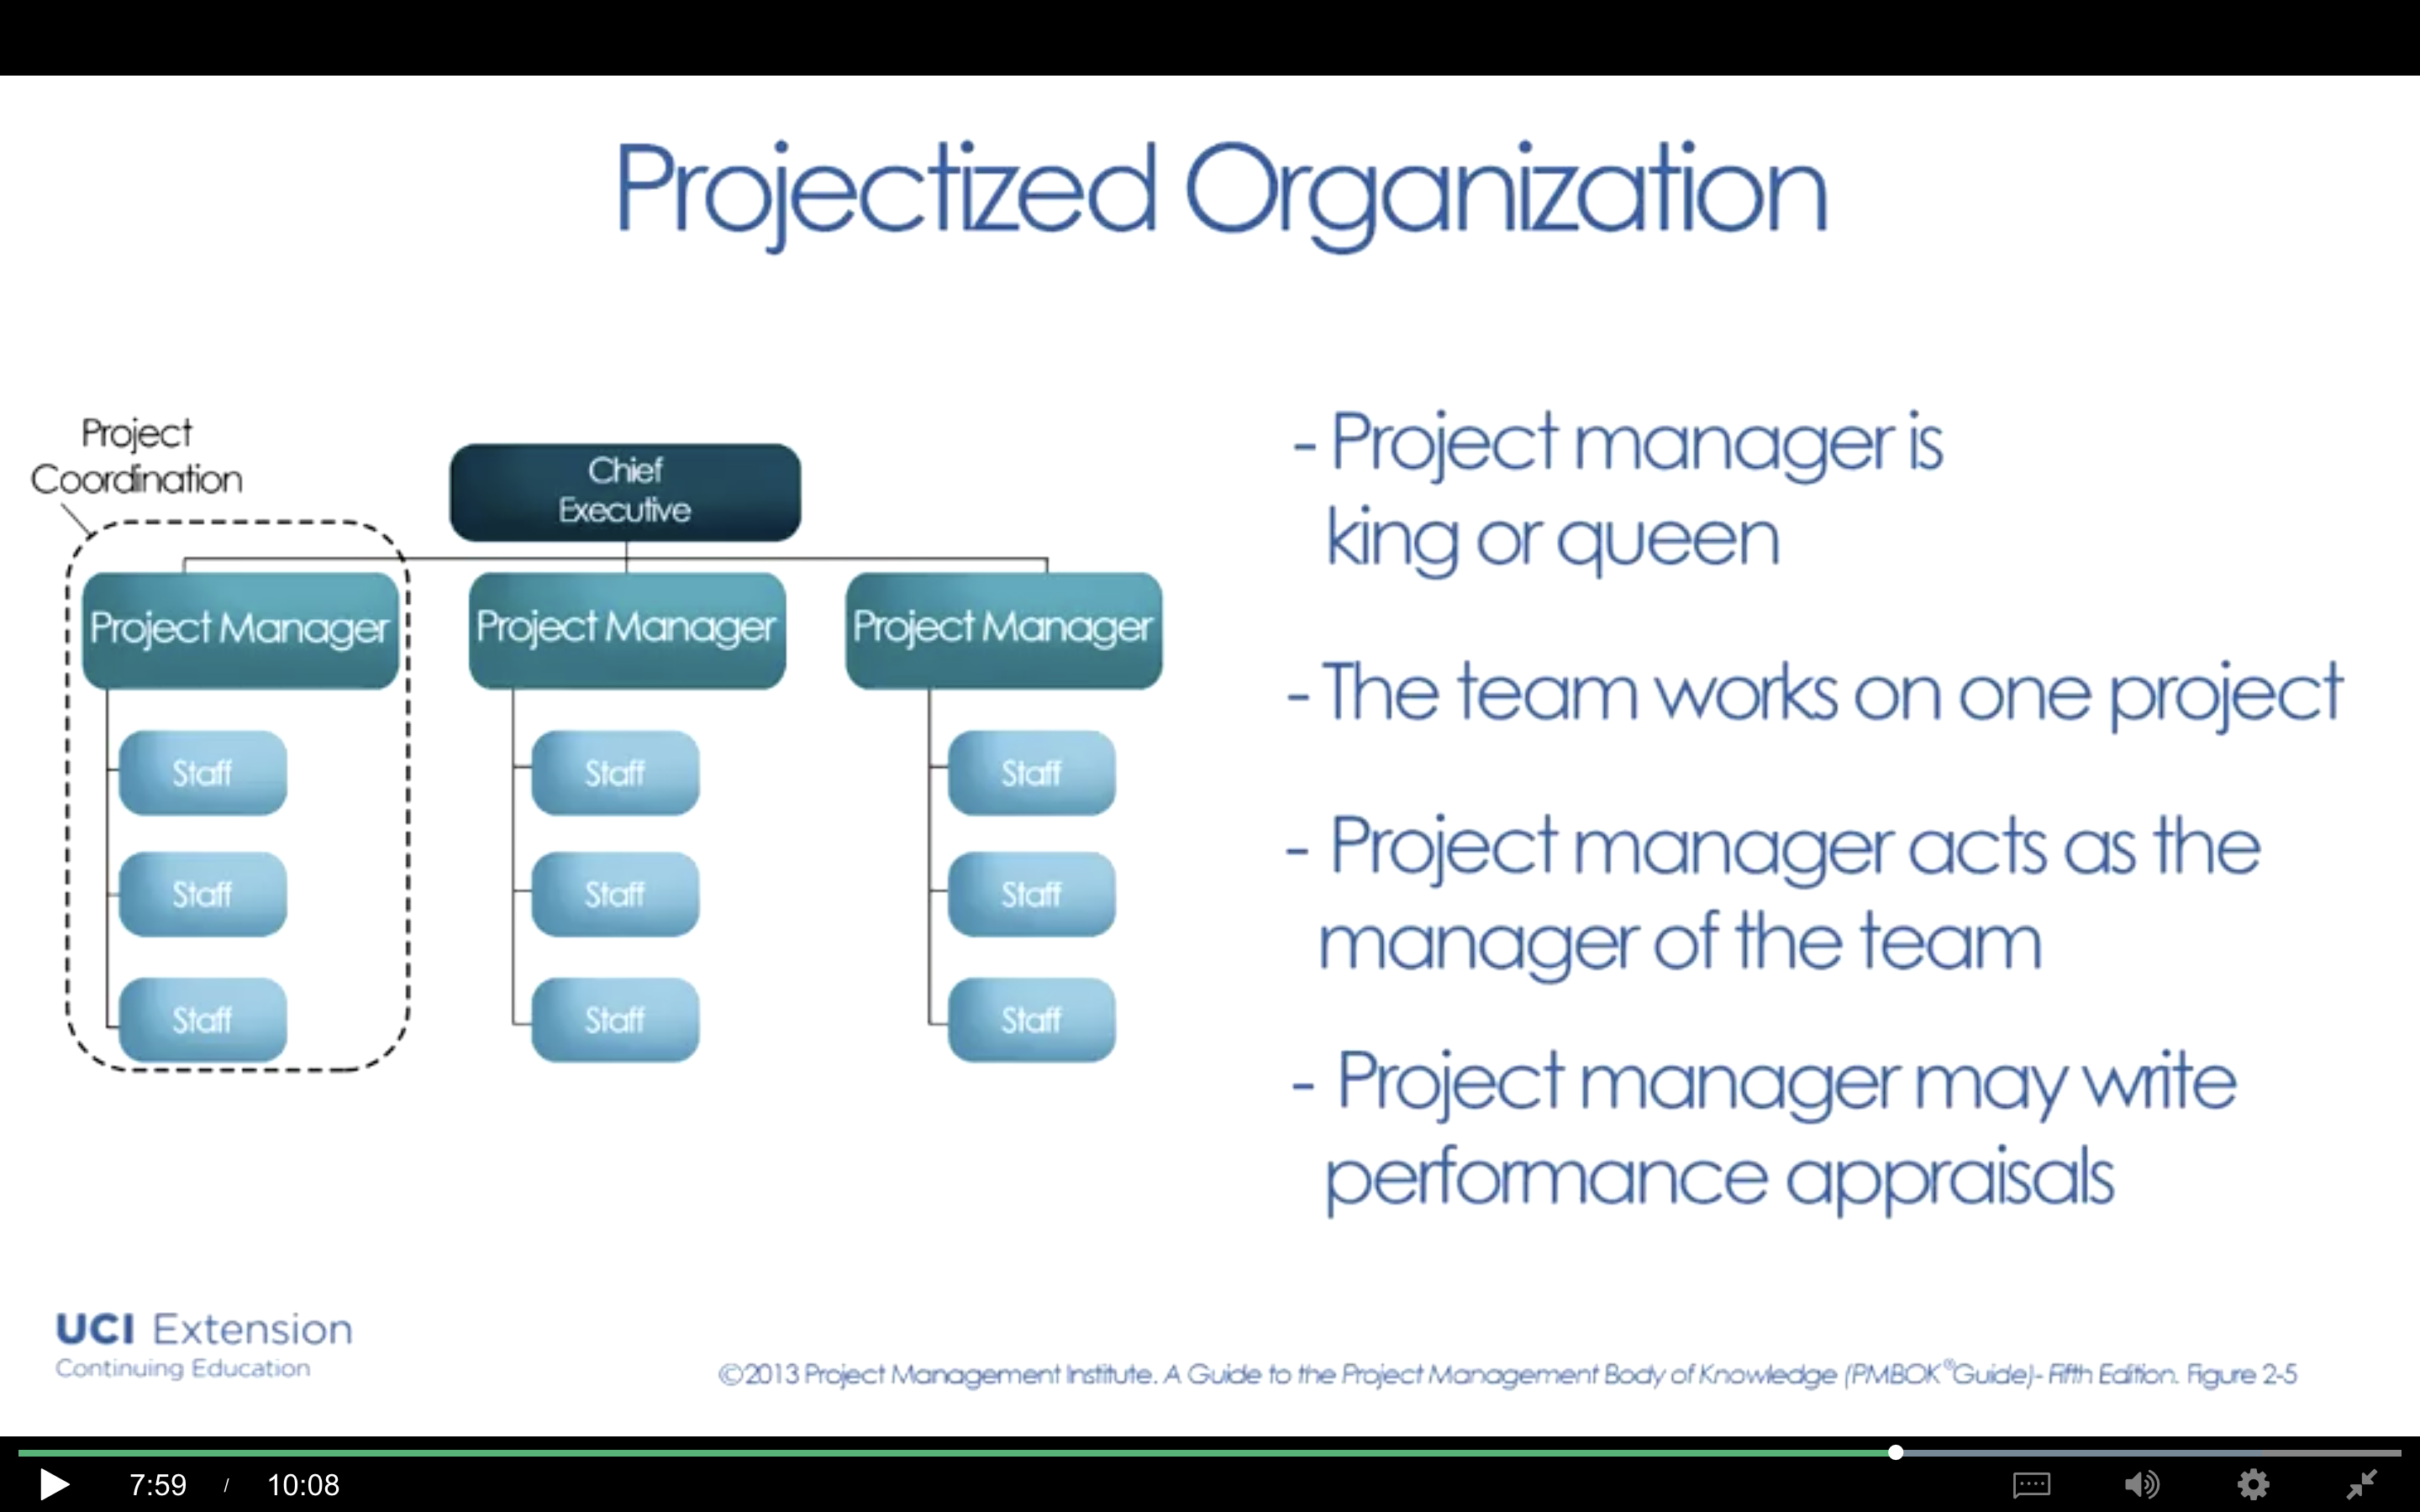 Projectized Organization
Project
Coordination
Chief
Executive
Project Manager
Project Manager
Project Manager
Staff
Staff
Staff
Staff
Staff
Staff
Staff
Staff
Staff
- Project manager is
king or queen
- The team works on one project
- Project manager acts as the
manager of the team
- Project manager may write
performance appraisals
UCI Extension
Continuing Education
©2013 Project Management Institute. A Guide to the Project Management Body of Knowledge (PMBOK®Guide)- Fifth Edition. Figure 2-5
7:59 / 10:08